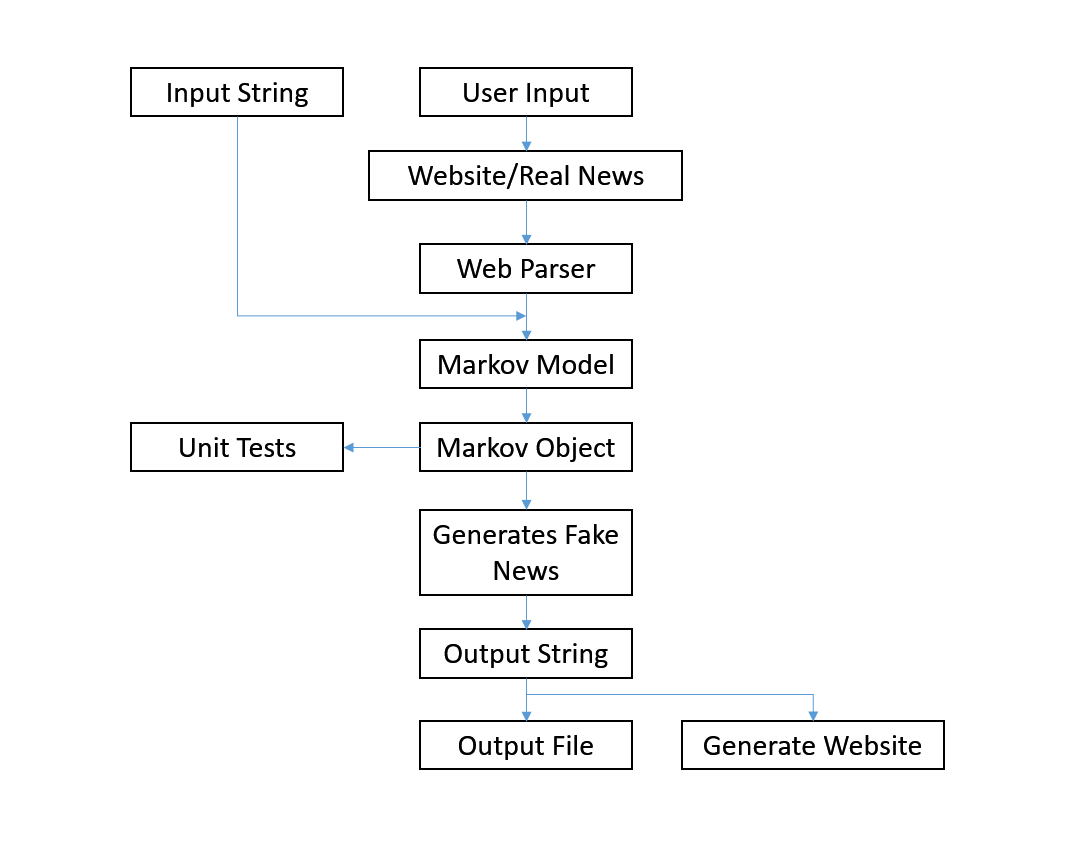 Input String
User Input
Website/Real News
Web Parser
Markov Model
Unit Tests
Markov Object
Generates Fake
News
Output String
Output File
Generate Website